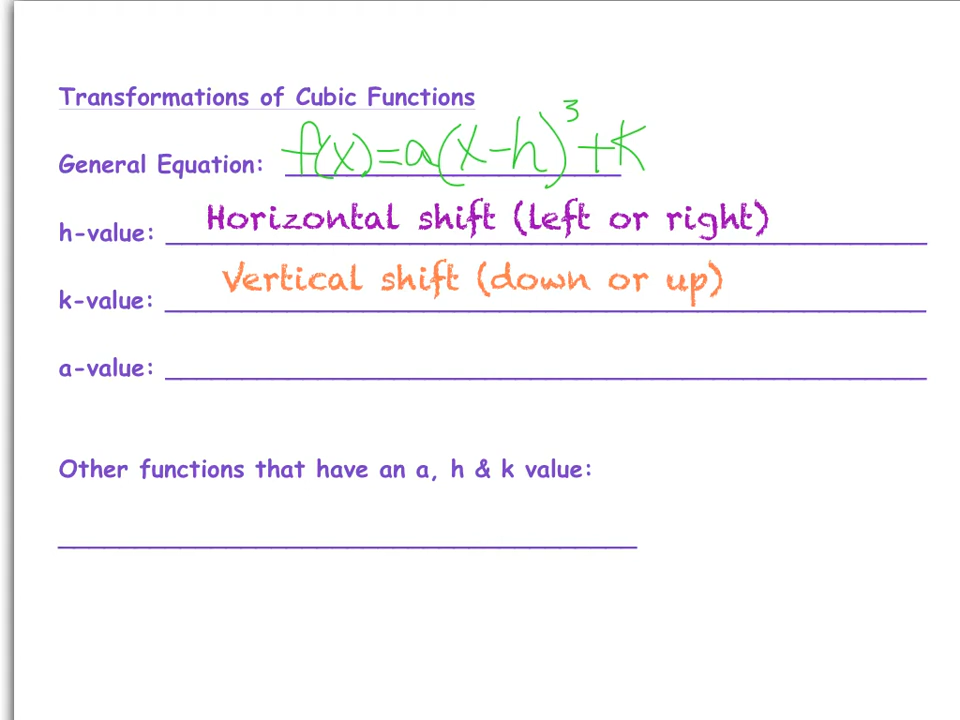 Transformations of Cubic Functions
General Equation: f(x)=a(x-h)³+k
h-value: Horizontal shift (left or right)
k-value: Vertical shift (down or up)
a-value:
Other functions that have an a, h & k value: